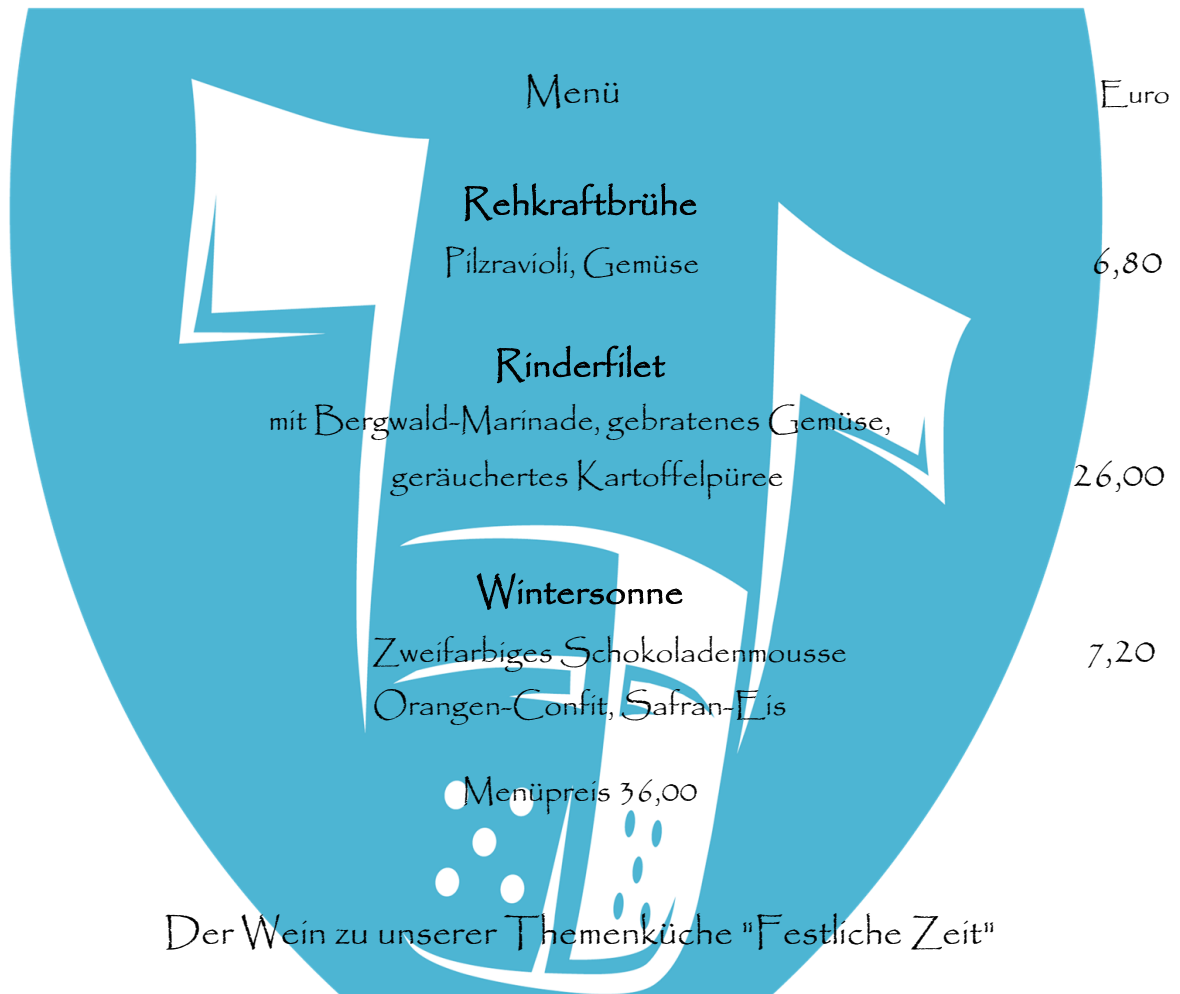 Menü Euro
Rehkraftbrühe
Pilzravioli, Gemüse 6,80
Rinderfilet
mit Bergwald-Marinade, gebratenes Gemüse,
geräuchertes Kartoffelpüree 26,00
Wintersonne
Zweifarbiges Schokoladenmousse 7,20
Orangen-Confit, Safran-Eis
Menüpreis 36,00
Der Wein zu unserer Themenküche "Festliche Zeit"